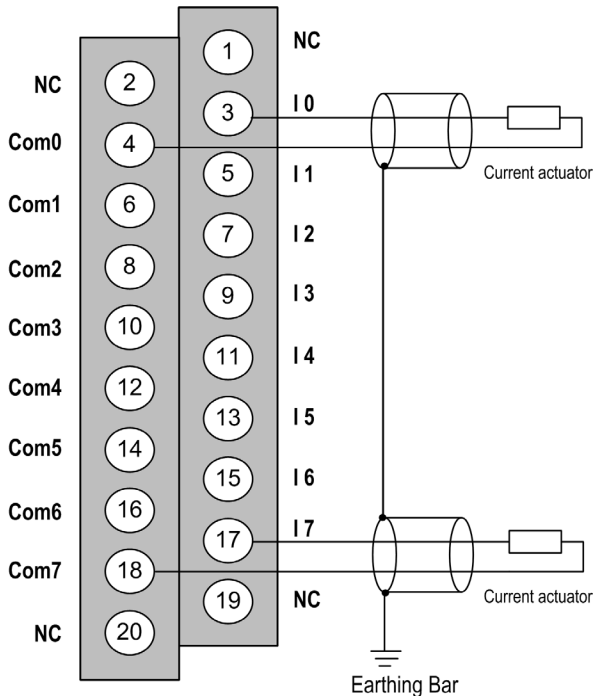 1 NC
NC 2
3 I 0
Com0 4
5 I 1
Current actuator
Com1 6
7 I 2
Com2 8
9 I 3
Com3 10
11 I 4
Com4 12
13 I 5
Com5 14
15 I 6
Com6 16
17 I 7
Com7 18
19 NC
Current actuator
NC 20
Earthing Bar